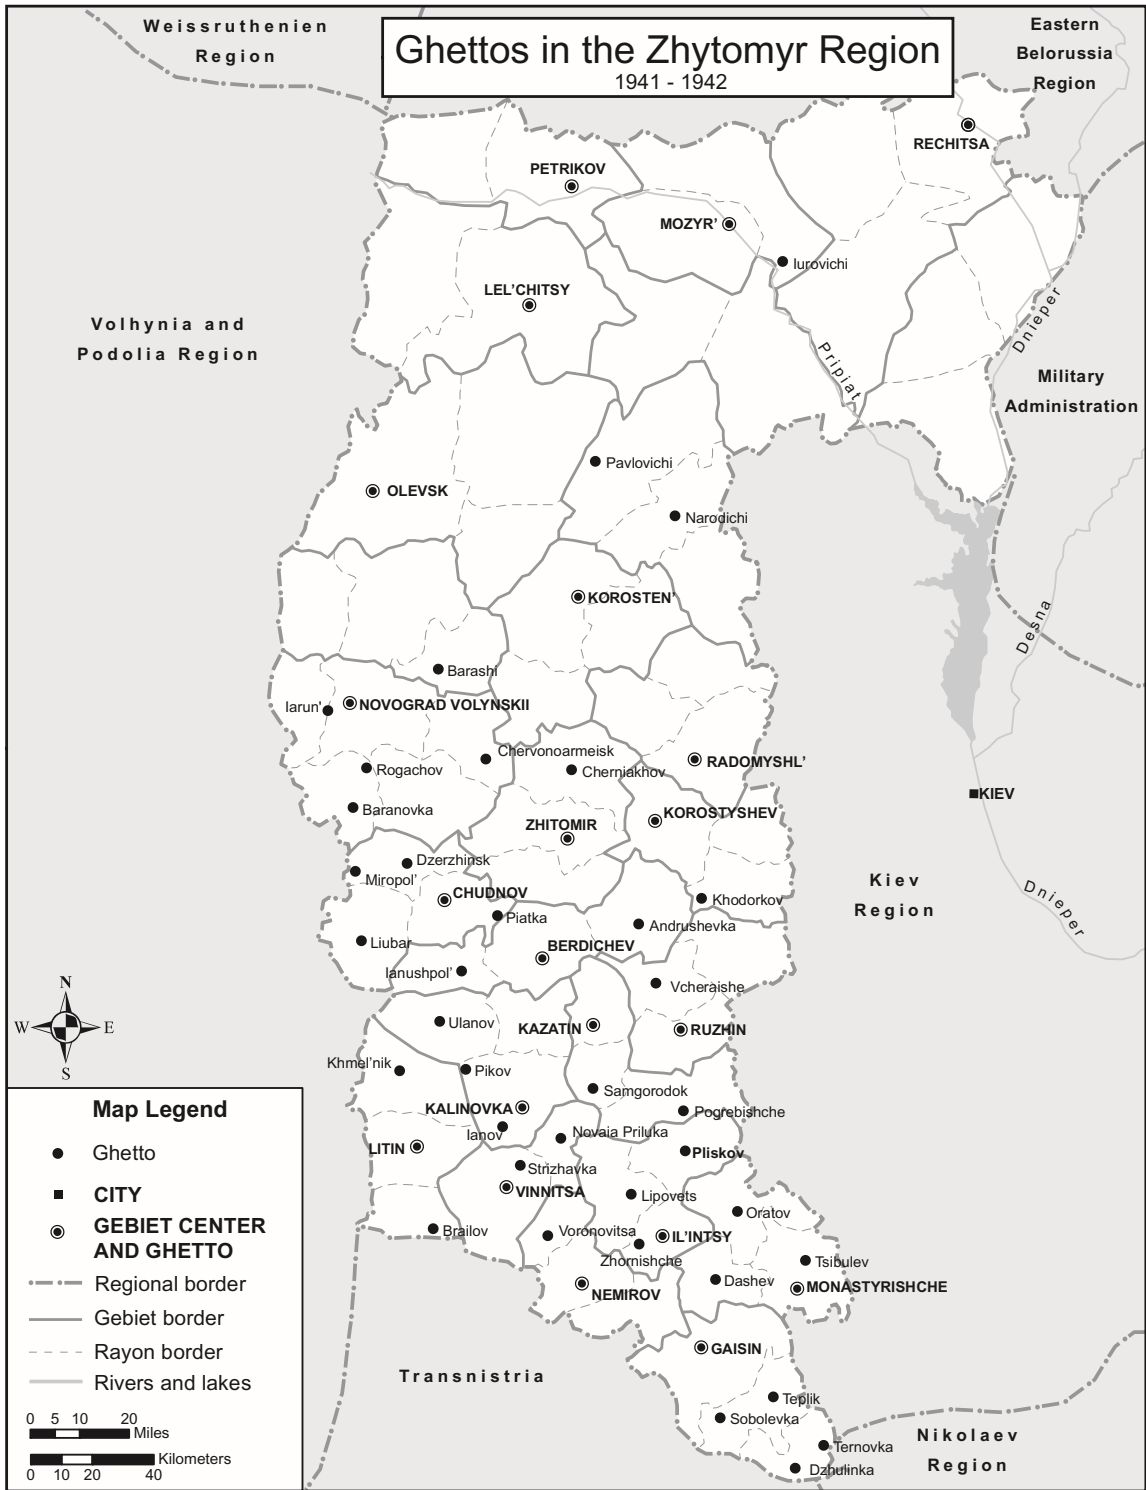 Ghettos in the Zhytomyr Region
1941 - 1942
Weissruthenien
Region
Eastern
Belorussia
Region
RECHITSA
PETRIKOV
MOZYR'
Iurovichi
LEL'CHITSY
Volhynia and
Podolia Region
Dnieper
Pripiat
Military
Administration
Pavlovichi
OLEVSK
Narodichi
KOROSTEN'
Desna
Barashi
Iarun'
NOVOGRAD VOLYNSKII
Chervonoarmeisk
Rogachov
Cherniakhov
RADOMYSHL'
KIEV
Baranovka
KOROSTYSHEV
ZHITOMIR
Dzerzhinsk
Miropol'
CHUDNOV
Kiev
Region
Dnieper
Khodorkov
Piatka
Andrushevka
Liubar
BERDICHEV
Ianushpol'
Vcheraishe
N
W
E
S
Ulanov
KAZATIN
RUZHIN
Khmel'nik
Pikov
Samgorodok
KALINOVKA
Pogrebishche
Ianov
Novaia Priluka
LITIN
Pliskov
Strizhavka
VINNITSA
Lipovets
Oratov
Brailov
Voronovitsa
IL'INTSY
Zhornishche
Tsibulev
Dashev
MONASTYRISHCHE
NEMIROV
GAISIN
Transnistria
Teplik
Sobolevka
Ternovka
Dzhulinka
Nikolaev
Region
Map Legend
Ghetto
CITY
GEBIET CENTER
AND GHETTO
Regional border
Gebiet border
Rayon border
Rivers and lakes
0 5 10 20
Miles
Kilometers
0 10 20 40